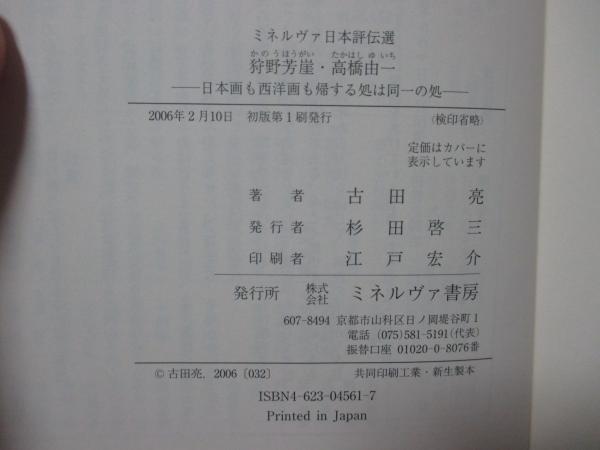 ミネルヴァ日本評伝選
かのうほうがい たかはしゆいち
狩野芳崖・高橋由一
――日本画も西洋画も帰する処は同一の処――
2006年2月10日 初版第1刷発行 〈検印省略〉
定価はカバーに
表示しています
著者 古田亮
発行者 杉田啓三
印刷者 江戸宏介
発行所 株式会社 ミネルヴァ書房
607-8494 京都市山科区日ノ岡堤谷町1
電話 (075)581-5191(代表)
振替口座 01020-0-8076番
©古田亮, 2006〔032〕 共同印刷工業・新生製本
ISBN4-623-04561-7
Printed in Japan